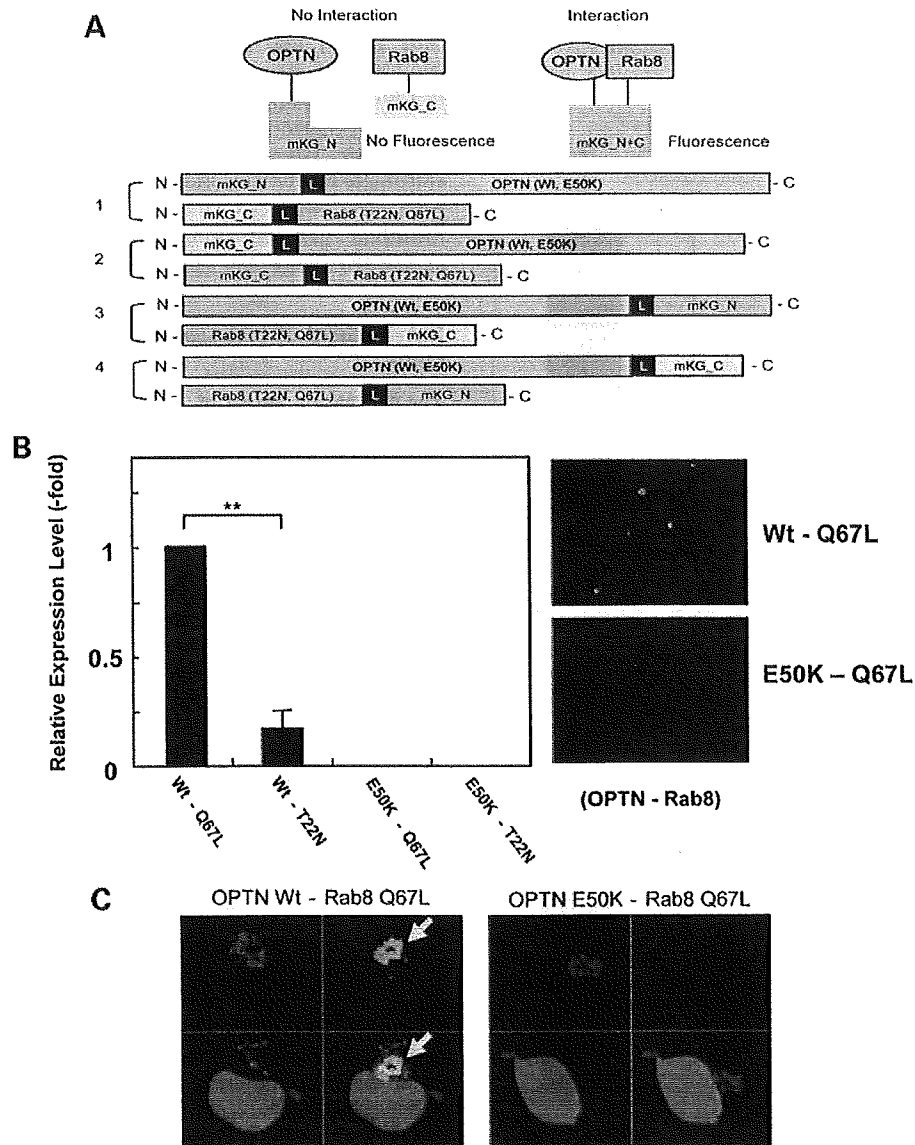 A
No Interaction
Interaction
OPTN
Rab8
OPTN
Rab8
mKG_C
mKG_N
No Fluorescence
mKG_N+C
Fluorescence
1
N - mKG_N L OPTN (Wt, E50K) - C
N - mKG_C L Rab8 (T22N, Q67L) - C
2
N - mKG_C L OPTN (Wt, E50K) - C
N - mKG_C L Rab8 (T22N, Q67L) - C
3
N - OPTN (Wt, E50K) L mKG_N - C
N - Rab8 (T22N, Q67L) L mKG_C - C
4
N - OPTN (Wt, E50K) L mKG_C - C
N - Rab8 (T22N, Q67L) L mKG_N - C
B
Relative Expression Level (-fold)
1
0.5
0
**
Wt - Q67L
Wt - T22N
E50K - Q67L
E50K - T22N
Wt - Q67L
E50K – Q67L
(OPTN - Rab8)
C
OPTN Wt - Rab8 Q67L
OPTN E50K - Rab8 Q67L